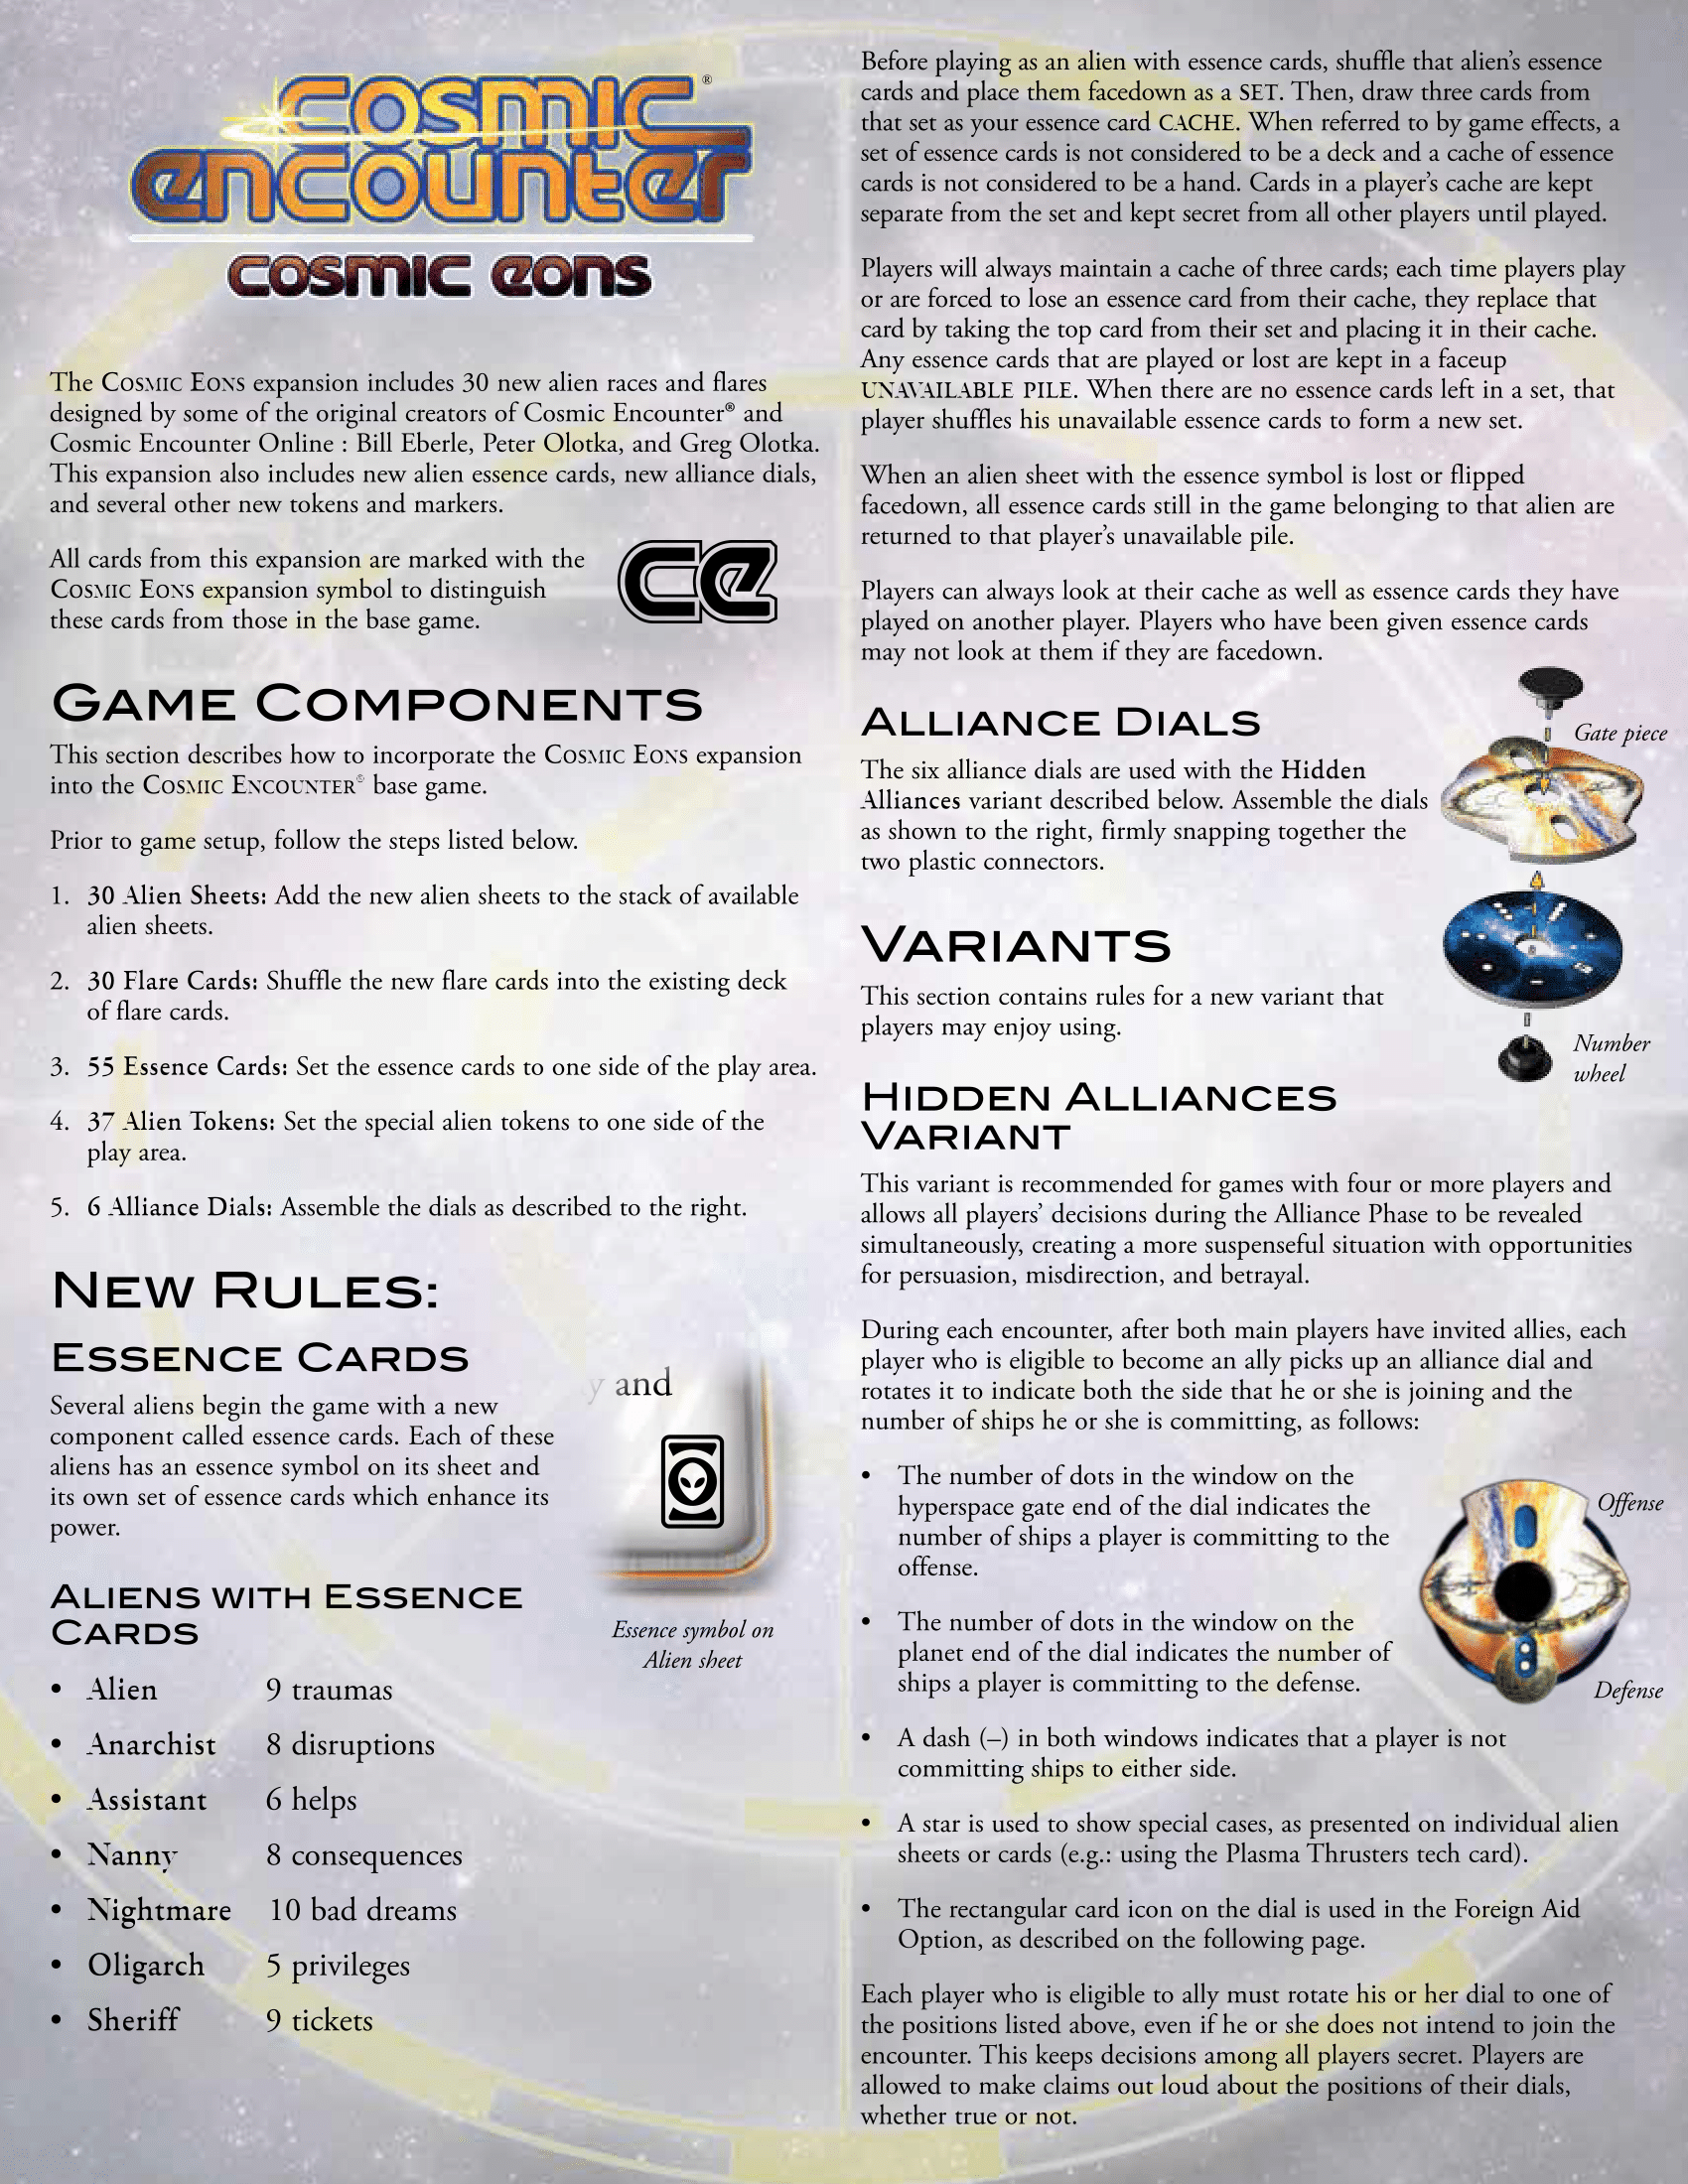 COSMIC ®
encounter
cosmic eons
The Cosmic Eons expansion includes 30 new alien races and flares
designed by some of the original creators of Cosmic Encounter® and
Cosmic Encounter Online : Bill Eberle, Peter Olotka, and Greg Olotka.
This expansion also includes new alien essence cards, new alliance dials,
and several other new tokens and markers.
All cards from this expansion are marked with the
Cosmic Eons expansion symbol to distinguish
these cards from those in the base game.
CE
Game Components
This section describes how to incorporate the Cosmic Eons expansion
into the Cosmic Encounter® base game.
Prior to game setup, follow the steps listed below.
1. 30 Alien Sheets: Add the new alien sheets to the stack of available
alien sheets.
2. 30 Flare Cards: Shuffle the new flare cards into the existing deck
of flare cards.
3. 55 Essence Cards: Set the essence cards to one side of the play area.
4. 37 Alien Tokens: Set the special alien tokens to one side of the
play area.
5. 6 Alliance Dials: Assemble the dials as described to the right.
New Rules:
Essence Cards
Several aliens begin the game with a new
component called essence cards. Each of these
aliens has an essence symbol on its sheet and
its own set of essence cards which enhance its
power.
y and
Essence symbol on
Alien sheet
Aliens with Essence
Cards
• Alien 9 traumas
• Anarchist 8 disruptions
• Assistant 6 helps
• Nanny 8 consequences
• Nightmare 10 bad dreams
• Oligarch 5 privileges
• Sheriff 9 tickets
Before playing as an alien with essence cards, shuffle that alien's essence
cards and place them facedown as a SET. Then, draw three cards from
that set as your essence card CACHE. When referred to by game effects, a
set of essence cards is not considered to be a deck and a cache of essence
cards is not considered to be a hand. Cards in a player's cache are kept
separate from the set and kept secret from all other players until played.
Players will always maintain a cache of three cards; each time players play
or are forced to lose an essence card from their cache, they replace that
card by taking the top card from their set and placing it in their cache.
Any essence cards that are played or lost are kept in a faceup
UNAVAILABLE PILE. When there are no essence cards left in a set, that
player shuffles his unavailable essence cards to form a new set.
When an alien sheet with the essence symbol is lost or flipped
facedown, all essence cards still in the game belonging to that alien are
returned to that player's unavailable pile.
Players can always look at their cache as well as essence cards they have
played on another player. Players who have been given essence cards
may not look at them if they are facedown.
Alliance Dials
The six alliance dials are used with the Hidden
Alliances variant described below. Assemble the dials
as shown to the right, firmly snapping together the
two plastic connectors.
Gate piece
Number
wheel
Variants
This section contains rules for a new variant that
players may enjoy using.
Hidden Alliances
Variant
This variant is recommended for games with four or more players and
allows all players' decisions during the Alliance Phase to be revealed
simultaneously, creating a more suspenseful situation with opportunities
for persuasion, misdirection, and betrayal.
During each encounter, after both main players have invited allies, each
player who is eligible to become an ally picks up an alliance dial and
rotates it to indicate both the side that he or she is joining and the
number of ships he or she is committing, as follows:
• The number of dots in the window on the
hyperspace gate end of the dial indicates the
number of ships a player is committing to the
offense.
• The number of dots in the window on the
planet end of the dial indicates the number of
ships a player is committing to the defense.
Offense
Defense
• A dash (–) in both windows indicates that a player is not
committing ships to either side.
• A star is used to show special cases, as presented on individual alien
sheets or cards (e.g.: using the Plasma Thrusters tech card).
• The rectangular card icon on the dial is used in the Foreign Aid
Option, as described on the following page.
Each player who is eligible to ally must rotate his or her dial to one of
the positions listed above, even if he or she does not intend to join the
encounter. This keeps decisions among all players secret. Players are
allowed to make claims out loud about the positions of their dials,
whether true or not.